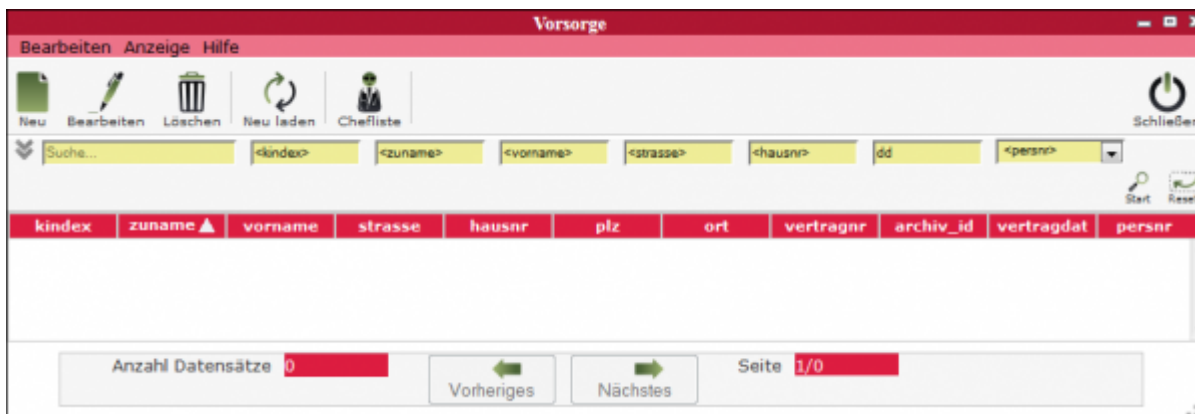 Vorsorge
Bearbeiten Anzeige Hilfe
Neu Bearbeiten Löschen Neu laden Chefliste Schließen
Suche... <kindex> <zuname> <vorname> <strasse> <hausnr> dd <persnr>
Start Reset
kindex zuname vorname strasse hausnr plz ort vertragnr archiv_id vertragdat persnr
Anzahl Datensätze 0 Vorheriges Nächstes Seite 1/0